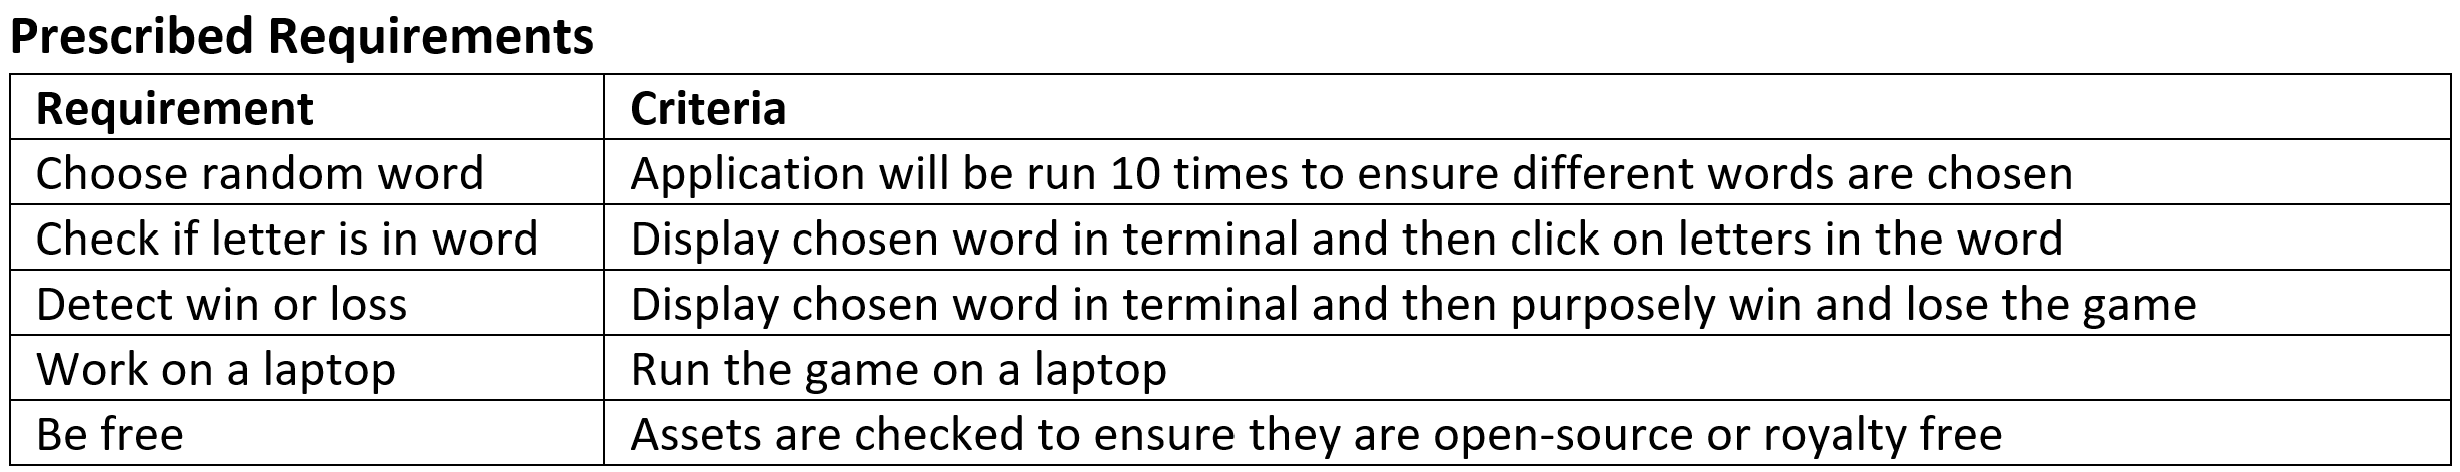 Prescribed Requirements
Requirement Criteria
Choose random word Application will be run 10 times to ensure different words are chosen
Check if letter is in word Display chosen word in terminal and then click on letters in the word
Detect win or loss Display chosen word in terminal and then purposely win and lose the game
Work on a laptop Run the game on a laptop
Be free Assets are checked to ensure they are open-source or royalty free